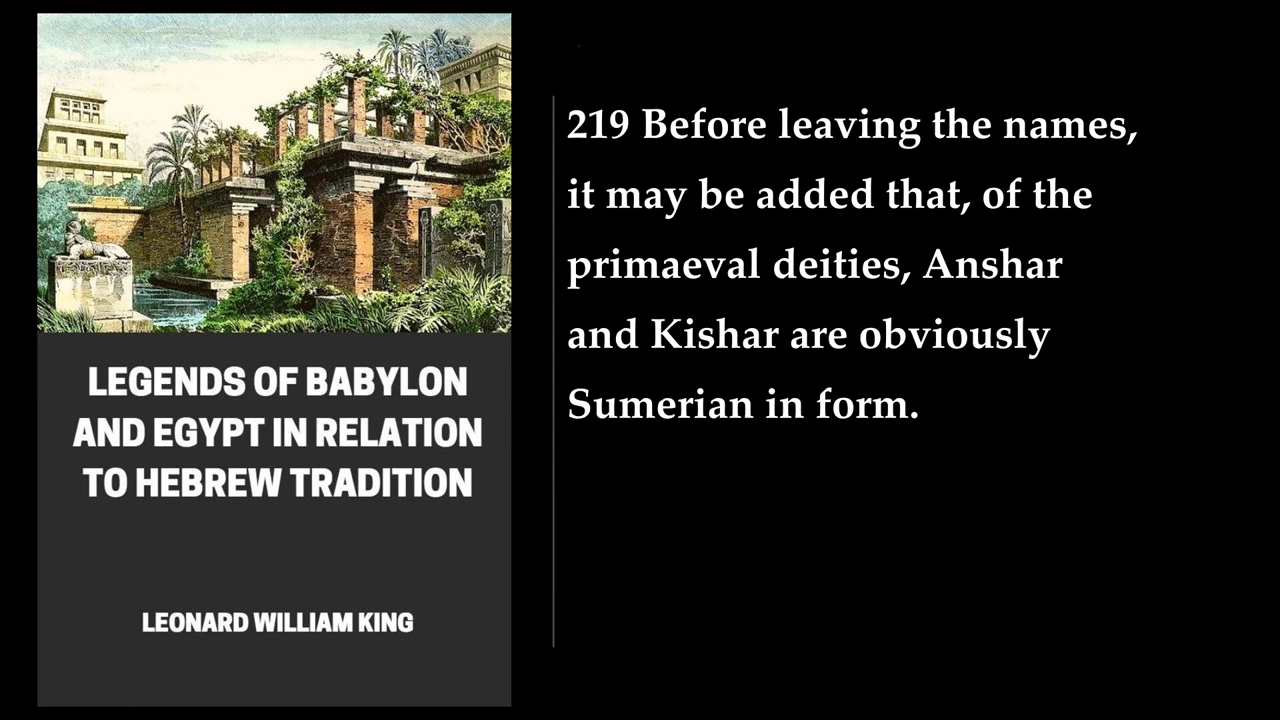 LEGENDS OF BABYLON
AND EGYPT IN RELATION
TO HEBREW TRADITION
LEONARD WILLIAM KING
219 Before leaving the names,
it may be added that, of the
primaeval deities, Anshar
and Kishar are obviously
Sumerian in form.